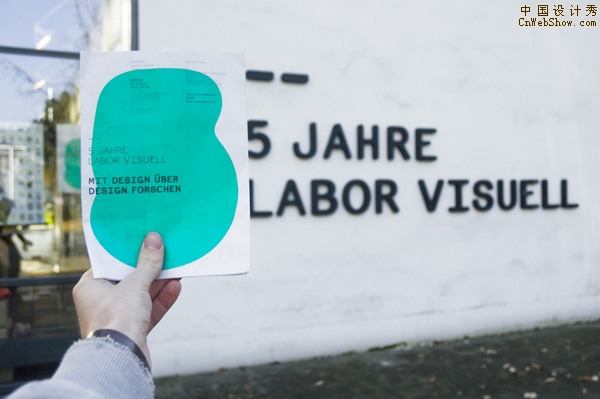 中国设计秀
CnWebShow.com
5 JAHRE
LABOR VISUELL
MIT DESIGN ÜBER
DESIGN FORSCHEN
5 JAHRE
LABOR VISUELL